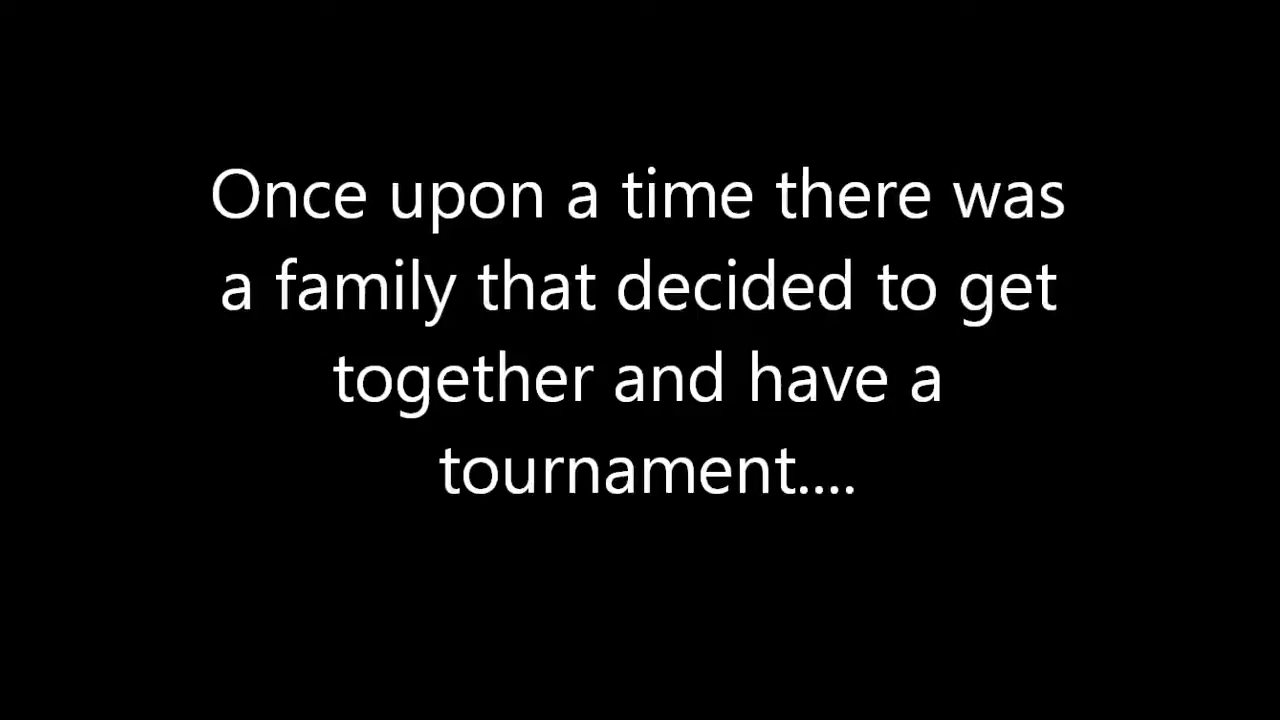 Once upon a time there was
a family that decided to get
together and have a
tournament....